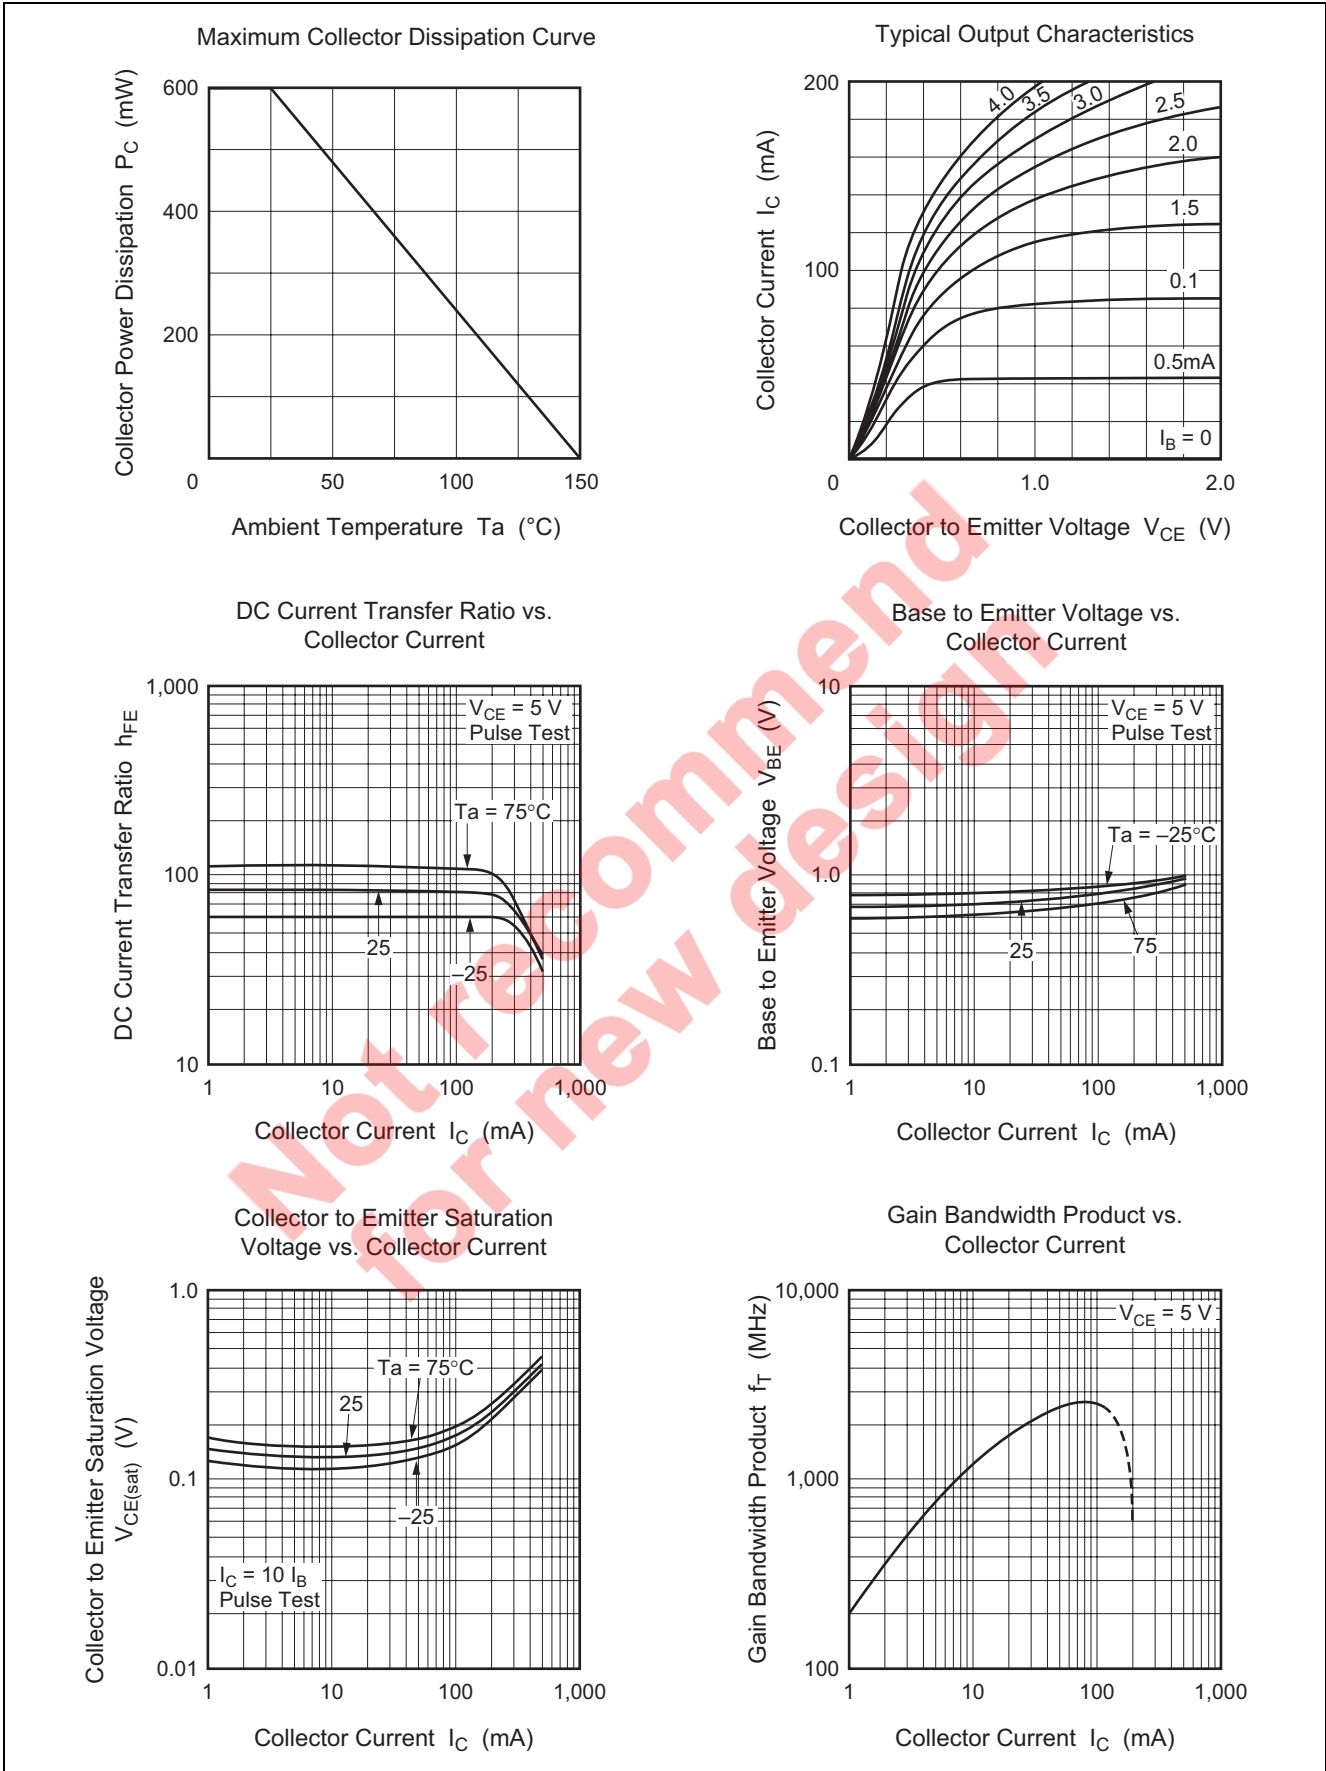 Maximum Collector Dissipation Curve
Collector Power Dissipation PC (mW)
600
400
200
0
50
100
150
Ambient Temperature Ta (°C)
Typical Output Characteristics
Collector Current IC (mA)
200
100
0
1.0
2.0
4.0
3.5
3.0
2.5
2.0
1.5
0.1
0.5mA
IB = 0
Collector to Emitter Voltage VCE (V)
DC Current Transfer Ratio vs.
Collector Current
DC Current Transfer Ratio hFE
1,000
100
10
VCE = 5 V
Pulse Test
Ta = 75°C
25
–25
1
10
100
1,000
Collector Current IC (mA)
Base to Emitter Voltage vs.
Collector Current
Base to Emitter Voltage VBE (V)
10
1.0
0.1
VCE = 5 V
Pulse Test
Ta = –25°C
25
75
1
10
100
1,000
Collector Current IC (mA)
Collector to Emitter Saturation
Voltage vs. Collector Current
Collector to Emitter Saturation Voltage
VCE(sat) (V)
1.0
0.1
0.01
Ta = 75°C
25
–25
IC = 10 IB
Pulse Test
1
10
100
1,000
Collector Current IC (mA)
Gain Bandwidth Product vs.
Collector Current
Gain Bandwidth Product fT (MHz)
10,000
1,000
100
VCE = 5 V
1
10
100
1,000
Collector Current IC (mA)
Not recommend
for new design